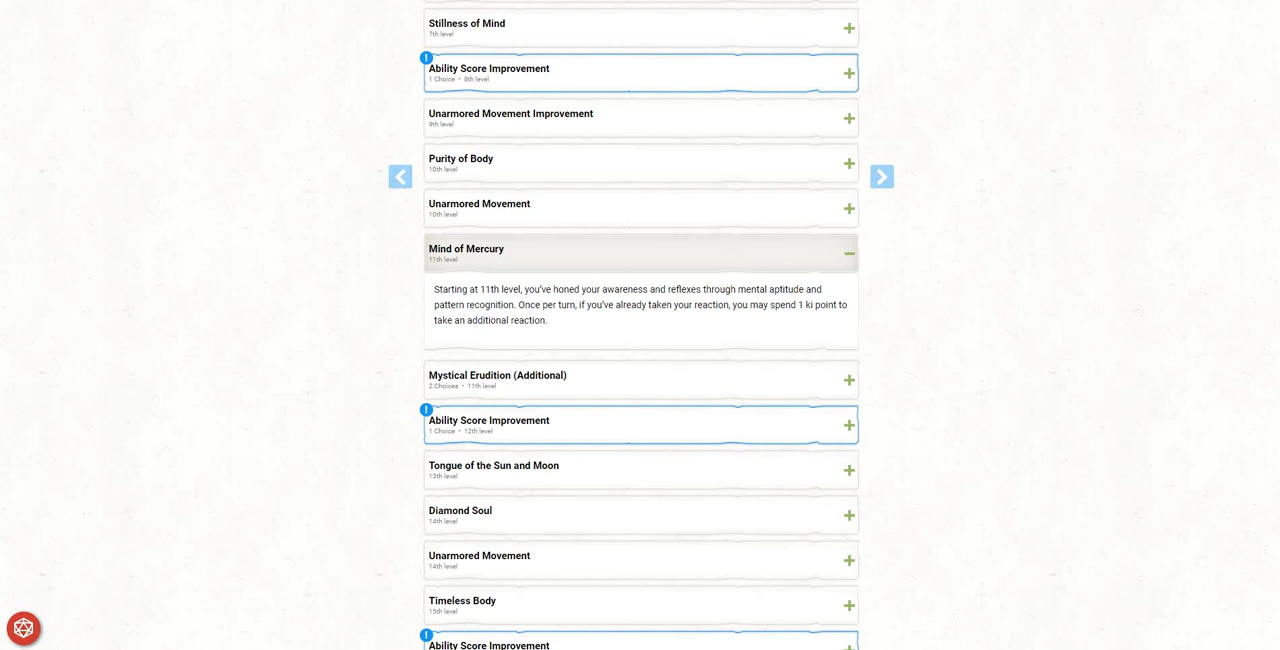 Stillness of Mind
7th level
!
Ability Score Improvement
1 Choice • 8th level
Unarmored Movement Improvement
9th level
Purity of Body
10th level
Unarmored Movement
10th level
Mind of Mercury
11th level
Starting at 11th level, you’ve honed your awareness and reflexes through mental aptitude and
pattern recognition. Once per turn, if you’ve already taken your reaction, you may spend 1 ki point to
take an additional reaction.
Mystical Erudition (Additional)
2 Choices • 11th level
!
Ability Score Improvement
1 Choice • 12th level
Tongue of the Sun and Moon
13th level
Diamond Soul
14th level
Unarmored Movement
14th level
Timeless Body
15th level
!
Ability Score Improvement